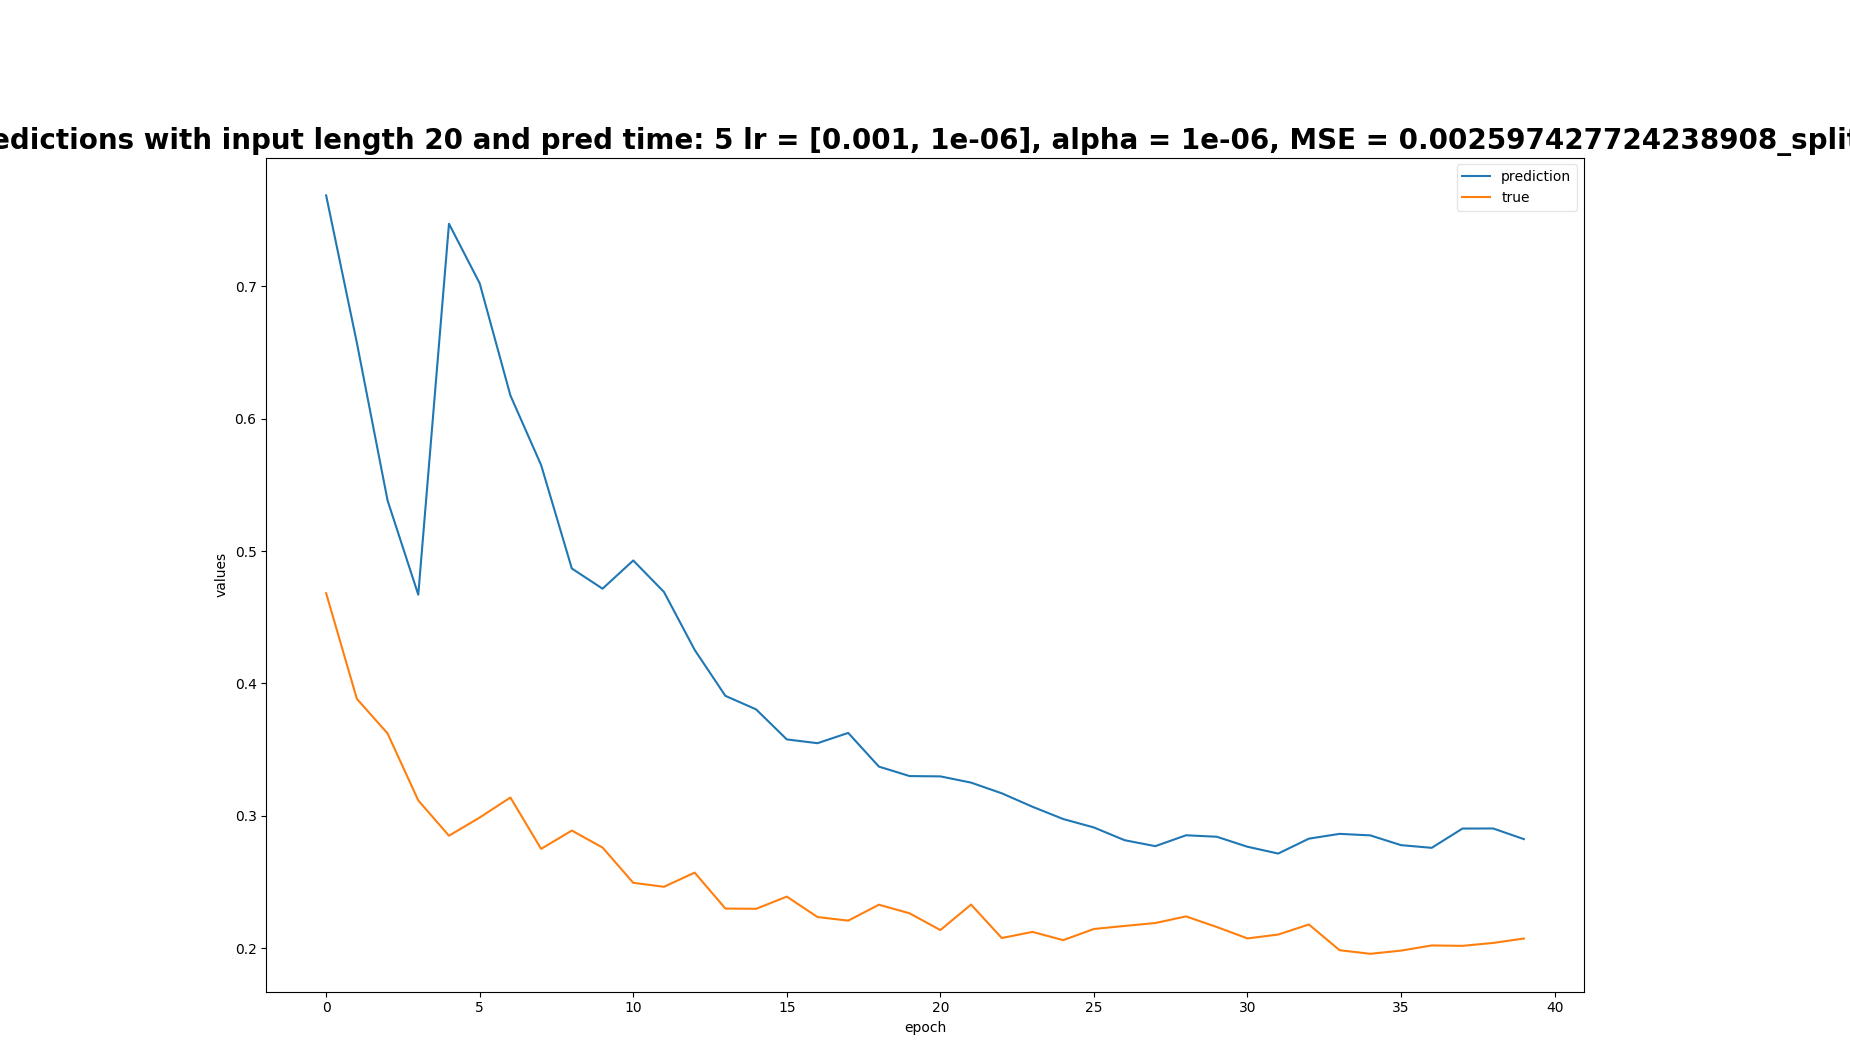 edictions with input length 20 and pred time: 5 lr = [0.001, 1e-06], alpha = 1e-06, MSE = 0.002597427724238908_split
prediction
true
0.7
0.6
0.5
0.4
0.3
0.2
values
0 5 10 15 20 25 30 35 40
epoch